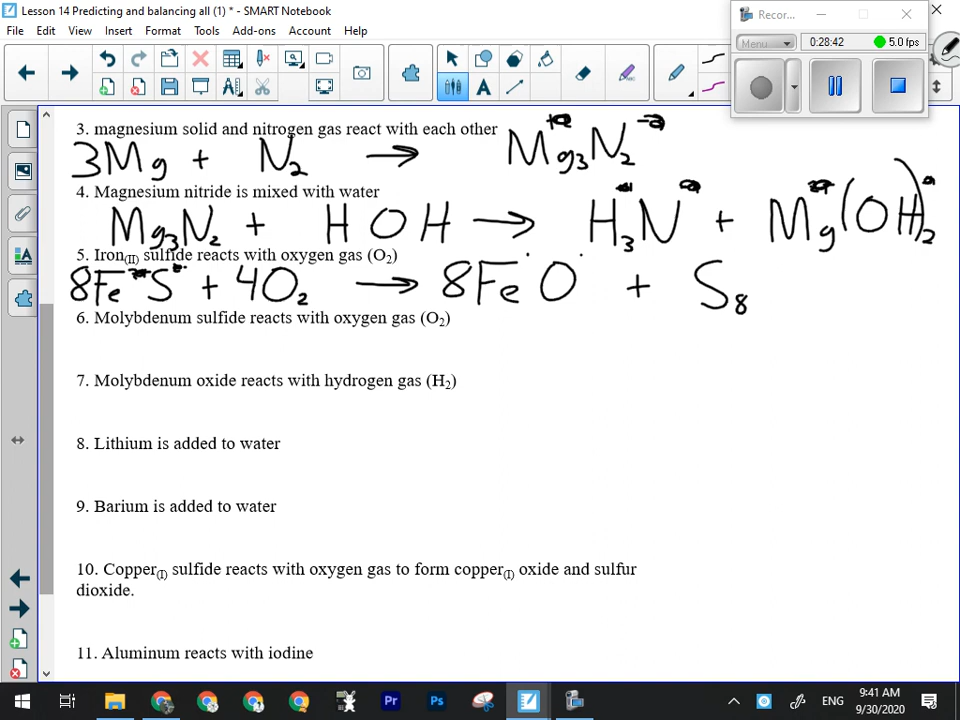 Lesson 14 Predicting and balancing all (1) * - SMART Notebook
Recor...
File Edit View Insert Format Tools Add-ons Account Help
Menu 0:28:42 5.0 fps
3. magnesium solid and nitrogen gas react with each other
3Mg + N₂ → Mg₃N₂
4. Magnesium nitride is mixed with water
Mg₃N₂ + HOH → H₃N + Mg(OH)₂
5. Iron(II) sulfide reacts with oxygen gas (O₂)
8FeS + 4O₂ → 8FeO + S₈
6. Molybdenum sulfide reacts with oxygen gas (O₂)
7. Molybdenum oxide reacts with hydrogen gas (H₂)
8. Lithium is added to water
9. Barium is added to water
10. Copper(I) sulfide reacts with oxygen gas to form copper(I) oxide and sulfur
dioxide.
11. Aluminum reacts with iodine
ENG
9:41 AM
9/30/2020